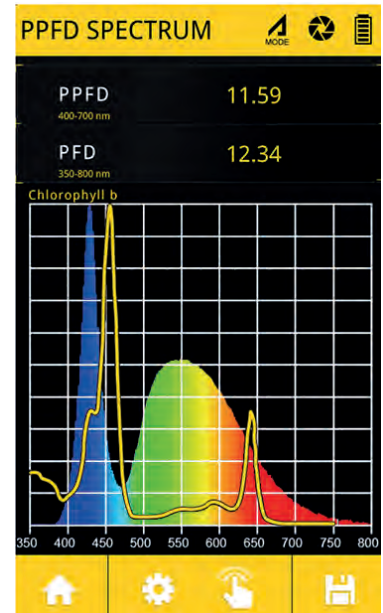 PPFD SPECTRUM
MODE
PPFD 11.59
400-700 nm
PFD 12.34
350-800 nm
Chlorophyll b
350 400 450 500 550 600 650 700 750 800